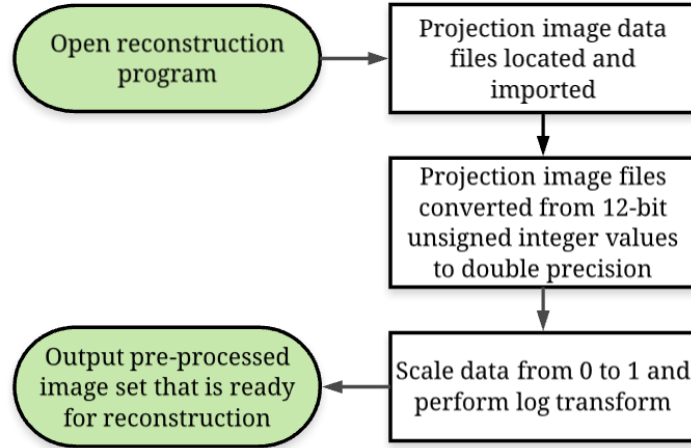 Open reconstruction
program
Projection image data
files located and
imported
Projection image files
converted from 12-bit
unsigned integer values
to double precision
Scale data from 0 to 1 and
perform log transform
Output pre-processed
image set that is ready
for reconstruction